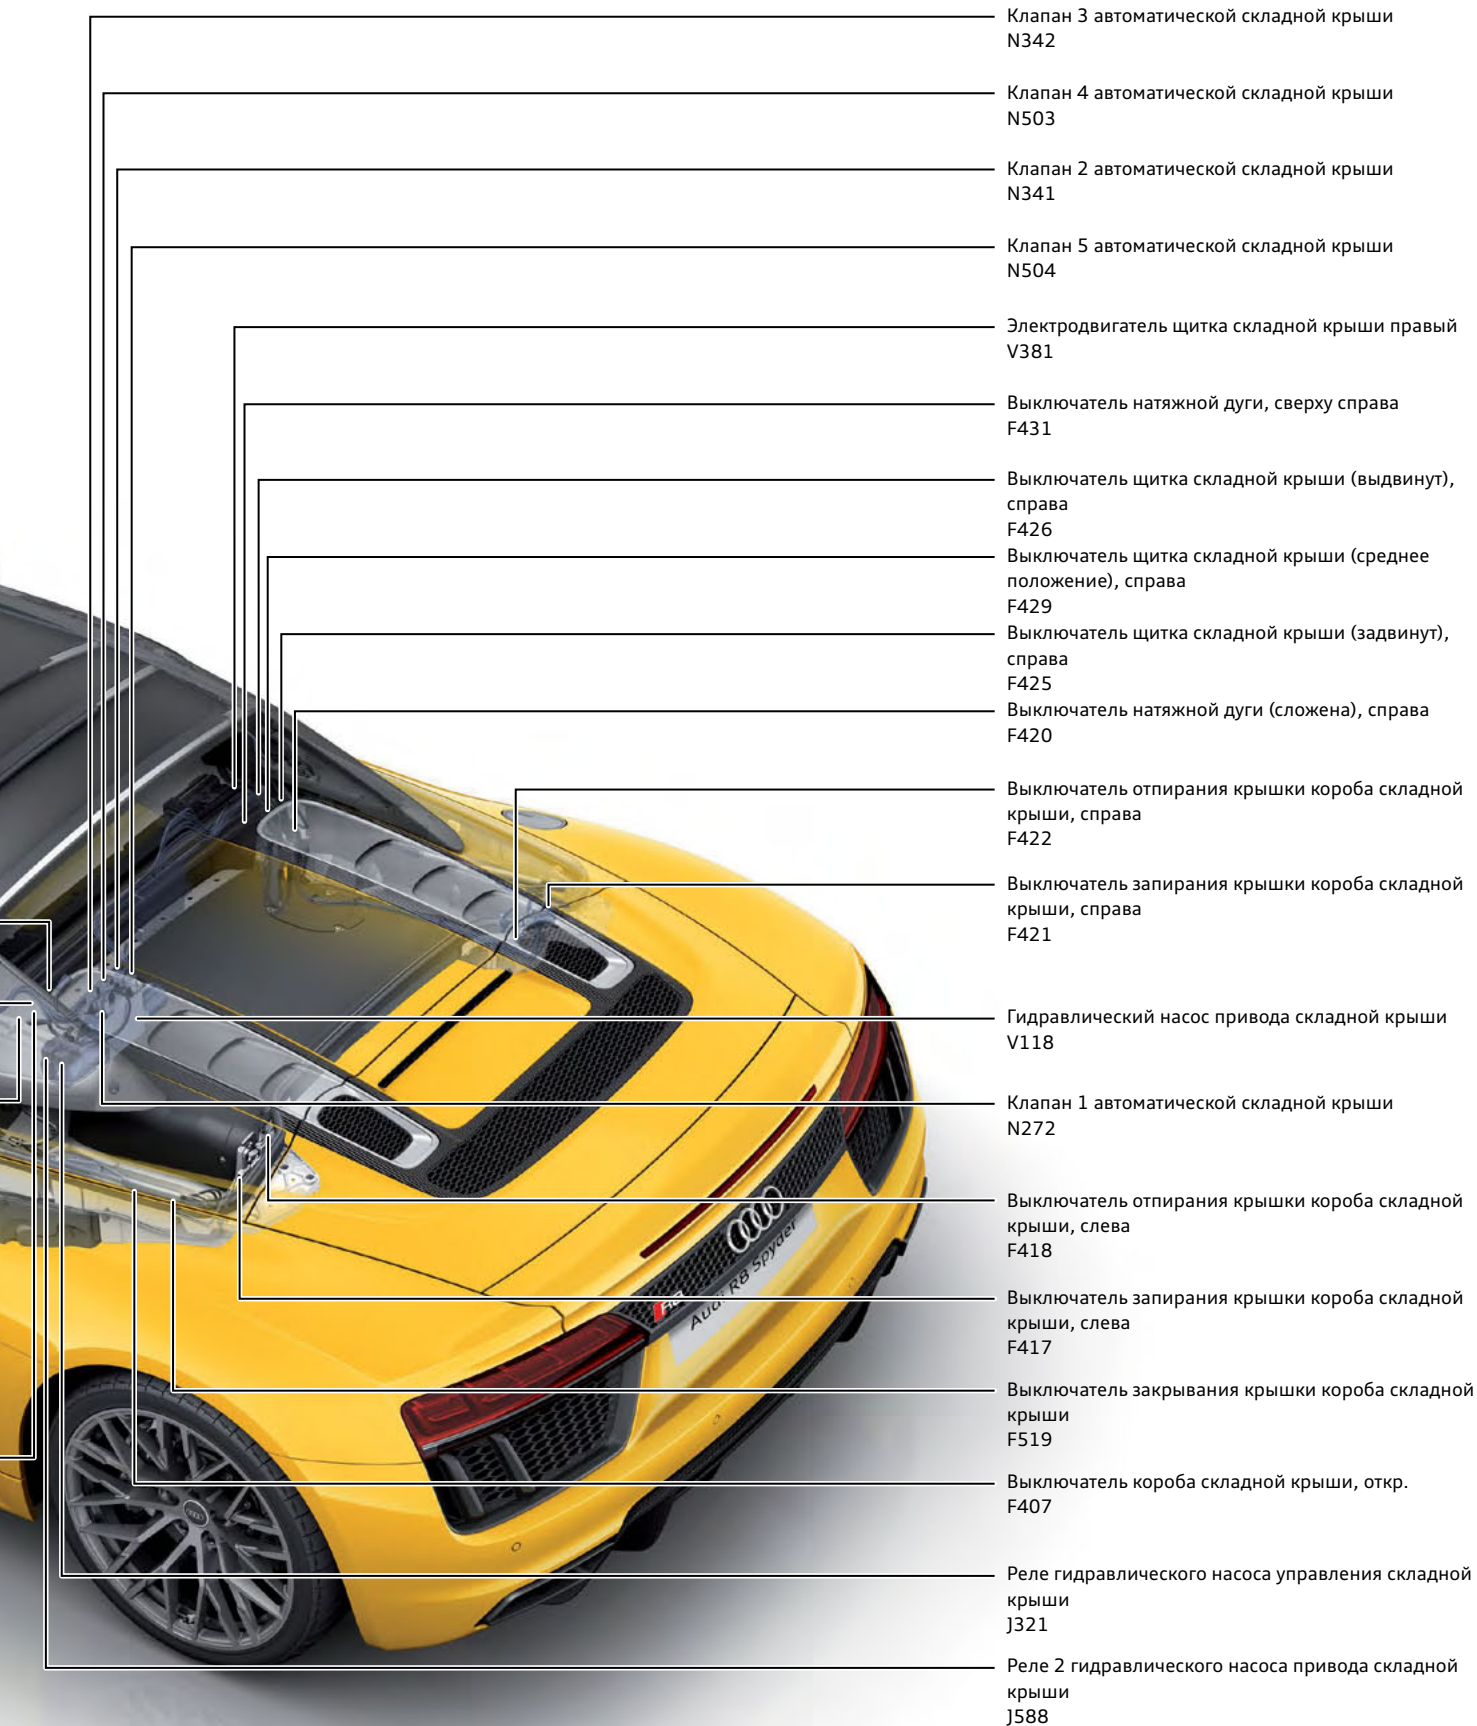 Клапан 3 автоматической складной крыши
N342
Клапан 4 автоматической складной крыши
N503
Клапан 2 автоматической складной крыши
N341
Клапан 5 автоматической складной крыши
N504
Электродвигатель щитка складной крыши правый
V381
Выключатель натяжной дуги, сверху справа
F431
Выключатель щитка складной крыши (выдвинут),
справа
F426
Выключатель щитка складной крыши (среднее
положение), справа
F429
Выключатель щитка складной крыши (задвинут),
справа
F425
Выключатель натяжной дуги (сложена), справа
F420
Выключатель отпирания крышки короба складной
крыши, справа
F422
Выключатель запирания крышки короба складной
крыши, справа
F421
Гидравлический насос привода складной крыши
V118
Клапан 1 автоматической складной крыши
N272
Выключатель отпирания крышки короба складной
крыши, слева
F418
Выключатель запирания крышки короба складной
крыши, слева
F417
Выключатель закрывания крышки короба складной
крыши
F519
Выключатель короба складной крыши, откр.
F407
Реле гидравлического насоса управления складной
крыши
J321
Реле 2 гидравлического насоса привода складной
крыши
J588
R8
Audi R8 Spyder